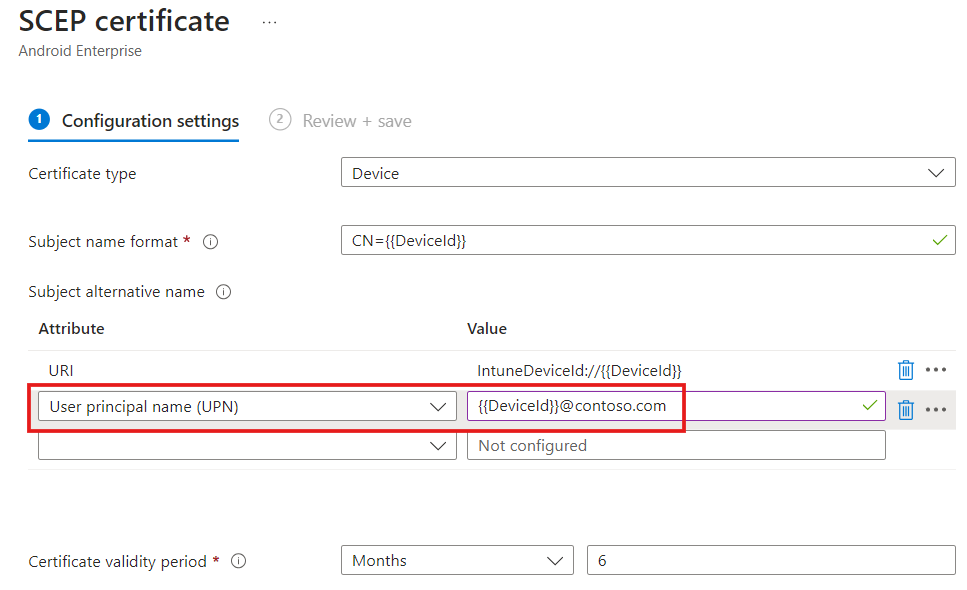 SCEP certificate ...
Android Enterprise
1 Configuration settings 2 Review + save
Certificate type Device
Subject name format * CN={{DeviceId}}
Subject alternative name
Attribute Value
URI IntuneDeviceId://{{DeviceId}}
User principal name (UPN) {{DeviceId}}@contoso.com
Not configured
Certificate validity period * Months 6